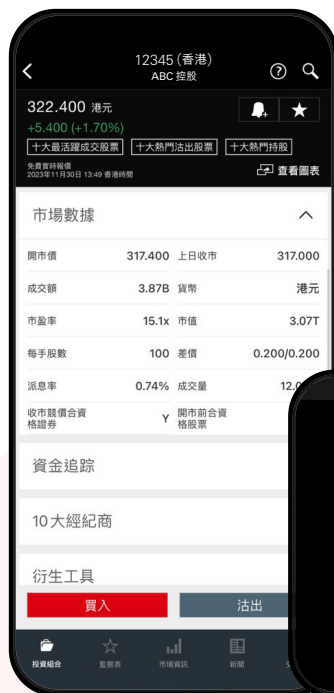 12345 (香港)
ABC 控股
322.400 港元
+5.400 (+1.70%)
十大最活躍成交股票 十大熱門沽出股票 十大熱門持股
免費實時報價
2023年11月30日 13:49 香港時間
查看圖表
市場數據
開市價 317.400 上日收市 317.000
成交額 3.87B 貨幣 港元
市盈率 15.1x 市值 3.07T
每手股數 100 差價 0.200/0.200
派息率 0.74% 成交量 12.0
收市競價合資格證券 Y 開市前合資格股票
資金追踪
10大經紀商
衍生工具
買入 沽出
投資組合 監察表 市場資訊 新聞